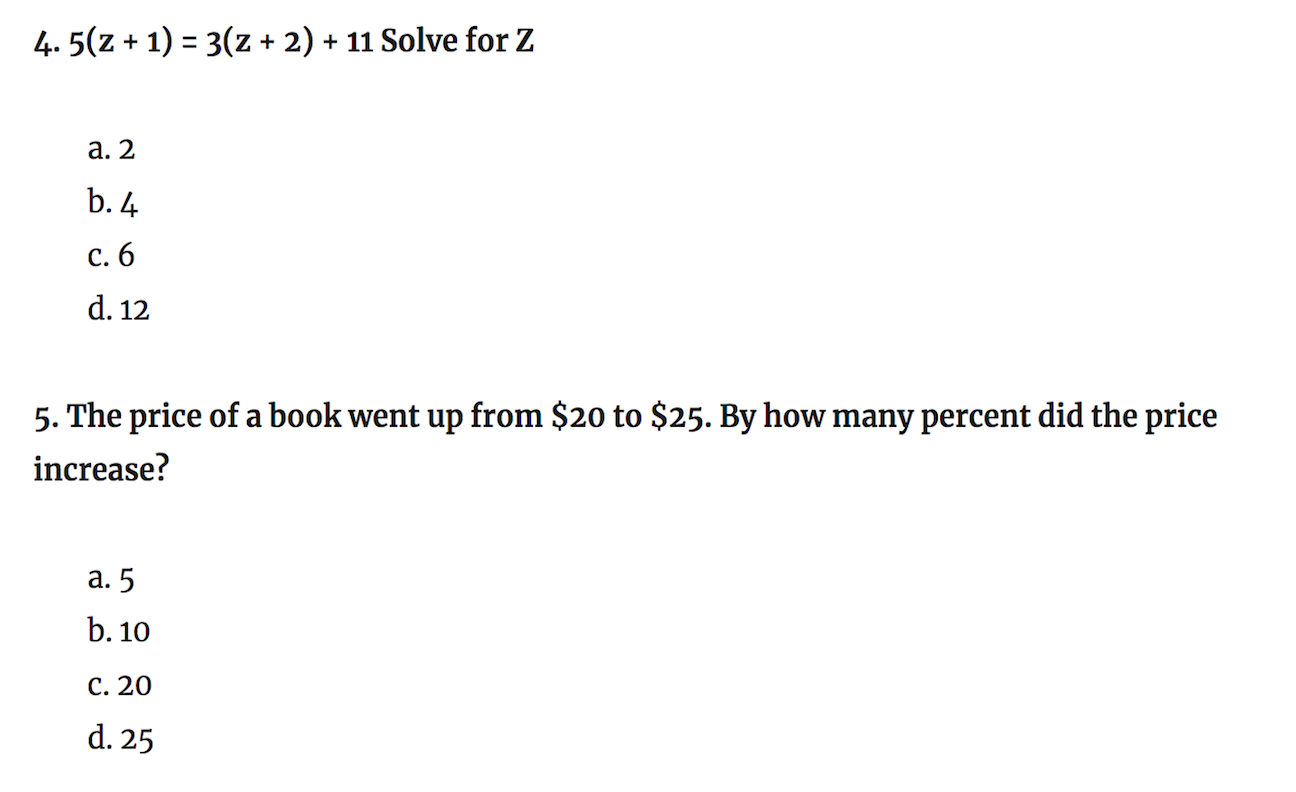 4. 5(z + 1) = 3(z + 2) + 11 Solve for Z
a. 2
b. 4
c. 6
d. 12
5. The price of a book went up from $20 to $25. By how many percent did the price
increase?
a. 5
b. 10
c. 20
d. 25